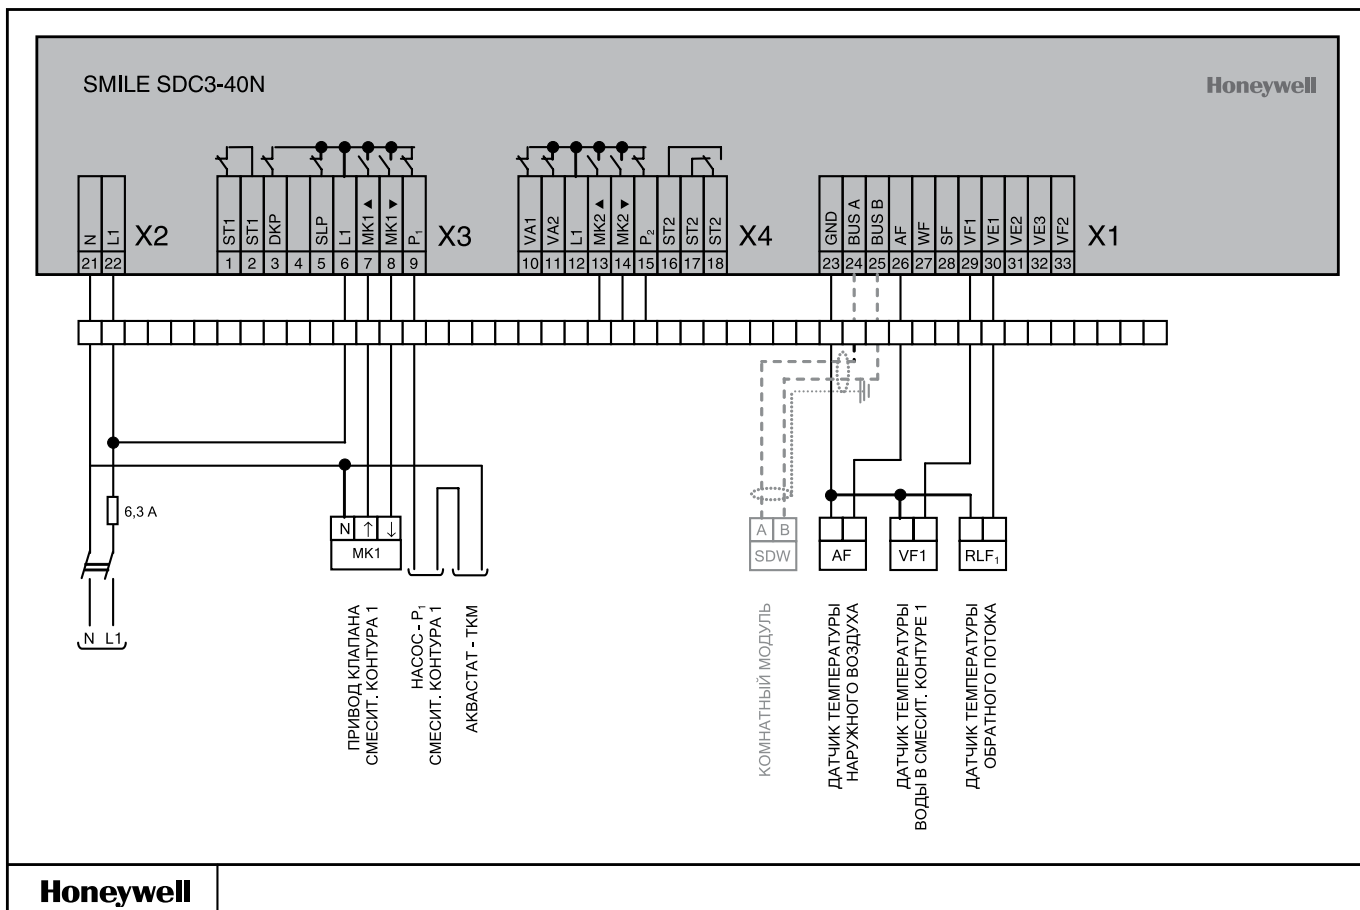 SMILE SDC3-40N
Honeywell
N
L1
X2
ST1
ST1
DKP
SLP
L1
MK1 ▲
MK1 ▼
P₁
X3
VA1
VA2
L1
MK2 ▲
MK2 ▼
P₂
ST2
ST2
ST2
X4
GND
BUS A
BUS B
AF
WF
SF
VF1
VE1
VE2
VE3
VF2
X1
21 22
1 2 3 4 5 6 7 8 9
10 11 12 13 14 15 16 17 18
23 24 25 26 27 28 29 30 31 32 33
6,3 A
N L1
N ↑ ↓
MK1
A B
SDW
AF
VF1
RLF₁
ПРИВОД КЛАПАНА
СМЕСИТ. КОНТУРА 1
НАСОС - P₁
СМЕСИТ. КОНТУРА 1
АКВАСТАТ - ТКМ
КОМНАТНЫЙ МОДУЛЬ
ДАТЧИК ТЕМПЕРАТУРЫ
НАРУЖНОГО ВОЗДУХА
ДАТЧИК ТЕМПЕРАТУРЫ
ВОДЫ В СМЕСИТ. КОНТУРЕ 1
ДАТЧИК ТЕМПЕРАТУРЫ
ОБРАТНОГО ПОТОКА
Honeywell